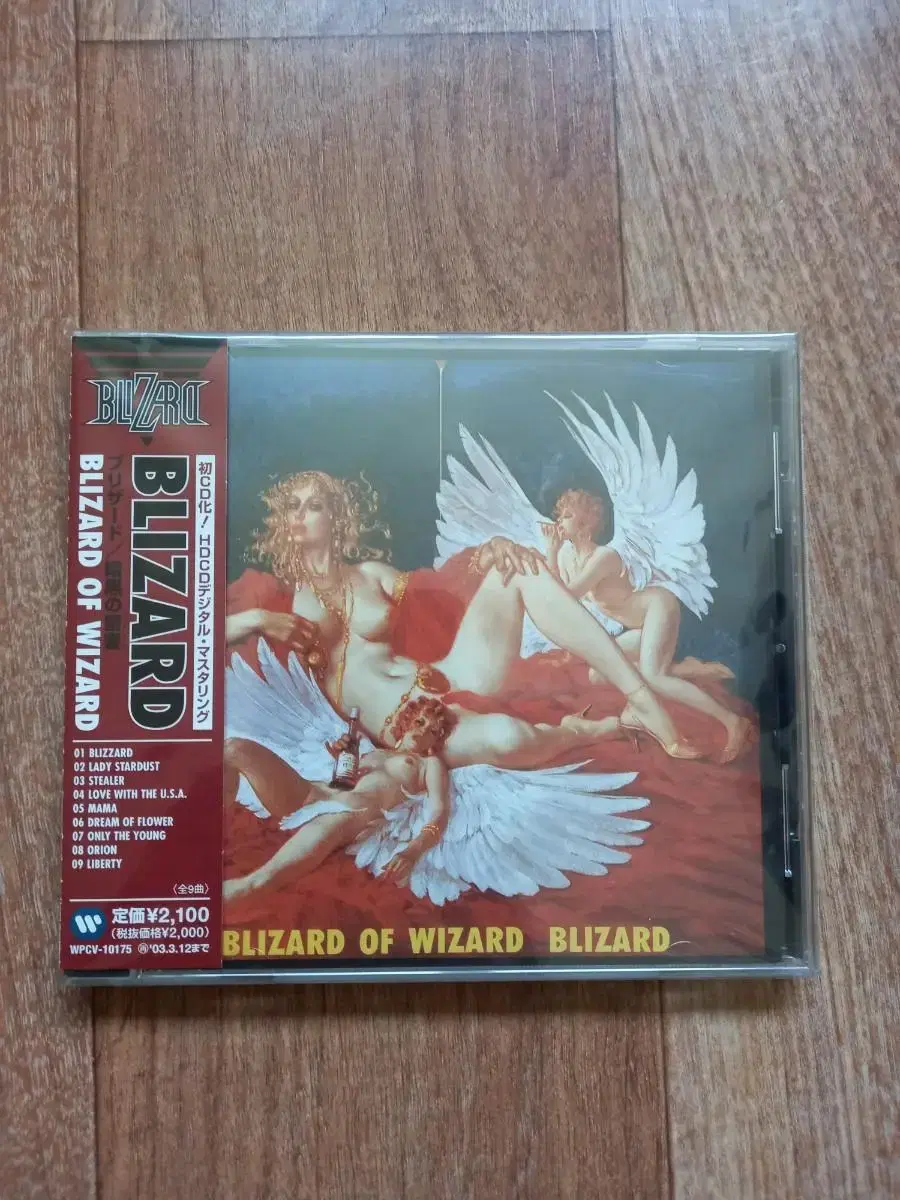 BLIZARD
初CD化! HDCDデジタル・マスタリング
BLIZARD
ブリザード/
BLIZARD OF WIZARD
01 BLIZZARD
02 LADY STARDUST
03 STEALER
04 LOVE WITH THE U.S.A.
05 MAMA
06 DREAM OF FLOWER
07 ONLY THE YOUNG
08 ORION
09 LIBERTY
〈全9曲〉
定価¥2,100
(税抜価格¥2,000)
WPCV-10175 ㋐'03.3.12まで
BLIZARD OF WIZARD BLIZARD